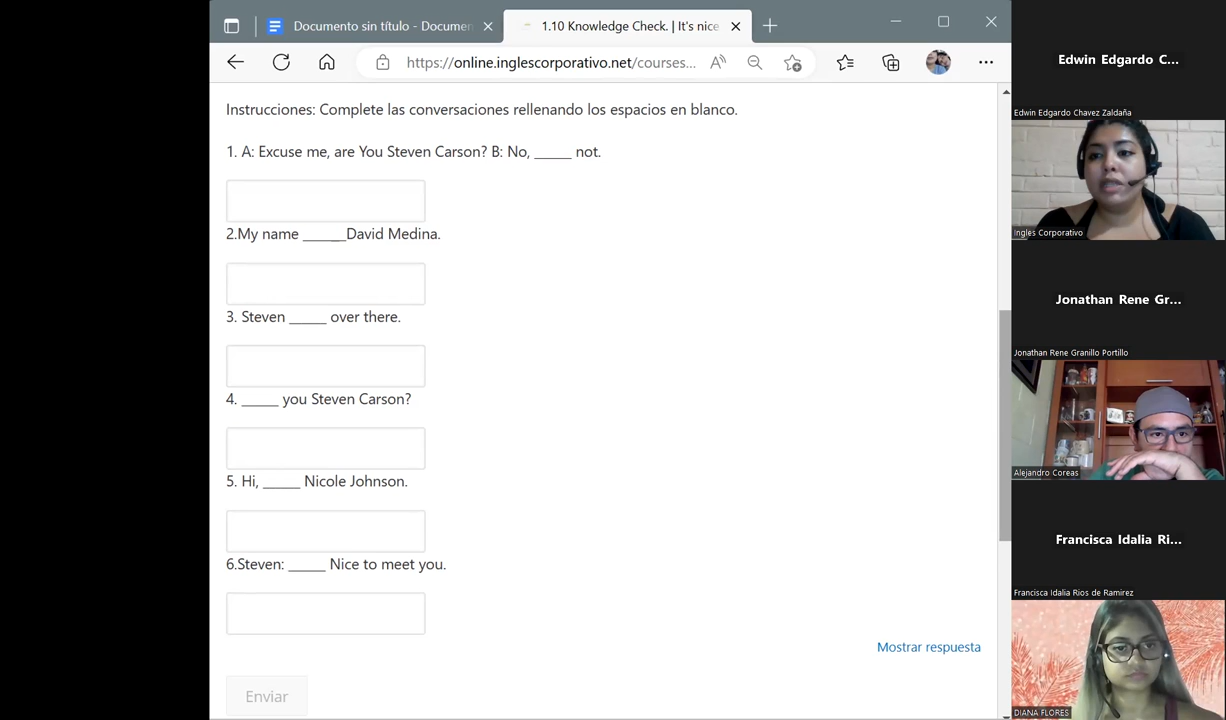 Documento sin título - Documen
1.10 Knowledge Check. | It's nice
https://online.inglescorporativo.net/courses...
Instrucciones: Complete las conversaciones rellenando los espacios en blanco.
1. A: Excuse me, are You Steven Carson? B: No, _____ not.
2.My name ______David Medina.
3. Steven _____ over there.
4. _____ you Steven Carson?
5. Hi, _____ Nicole Johnson.
6.Steven: _____ Nice to meet you.
Mostrar respuesta
Enviar
Edwin Edgardo C...
Edwin Edgardo Chavez Zaldaña
Ingles Corporativo
Jonathan Rene Gr...
Jonathan Rene Granillo Portillo
Alejandro Coreas
Francisca Idalia Ri...
Francisca Idalia Rios de Ramirez
DIANA FLORES